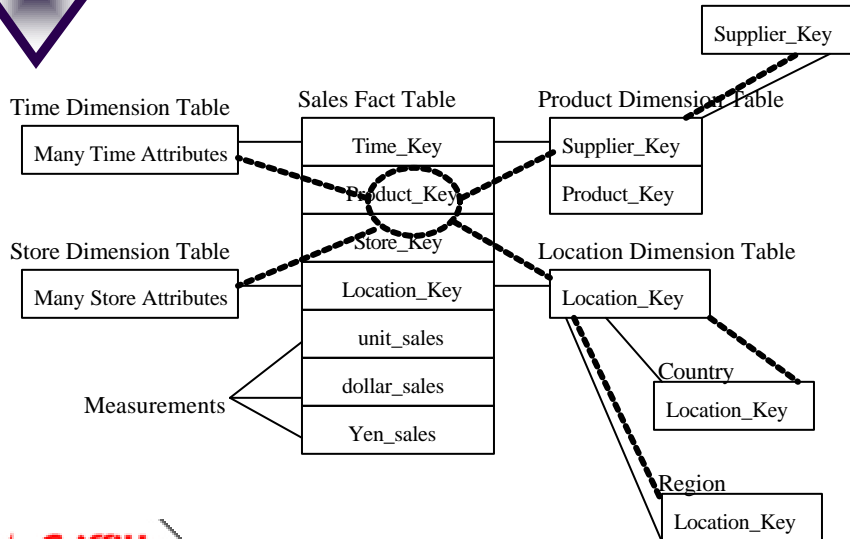 Supplier_Key
Time Dimension Table
Sales Fact Table
Product Dimension Table
Many Time Attributes
Time_Key
Supplier_Key
Product_Key
Product_Key
Store Dimension Table
Store_Key
Location Dimension Table
Many Store Attributes
Location_Key
Location_Key
unit_sales
Country
dollar_sales
Measurements
Location_Key
Yen_sales
Region
Location_Key